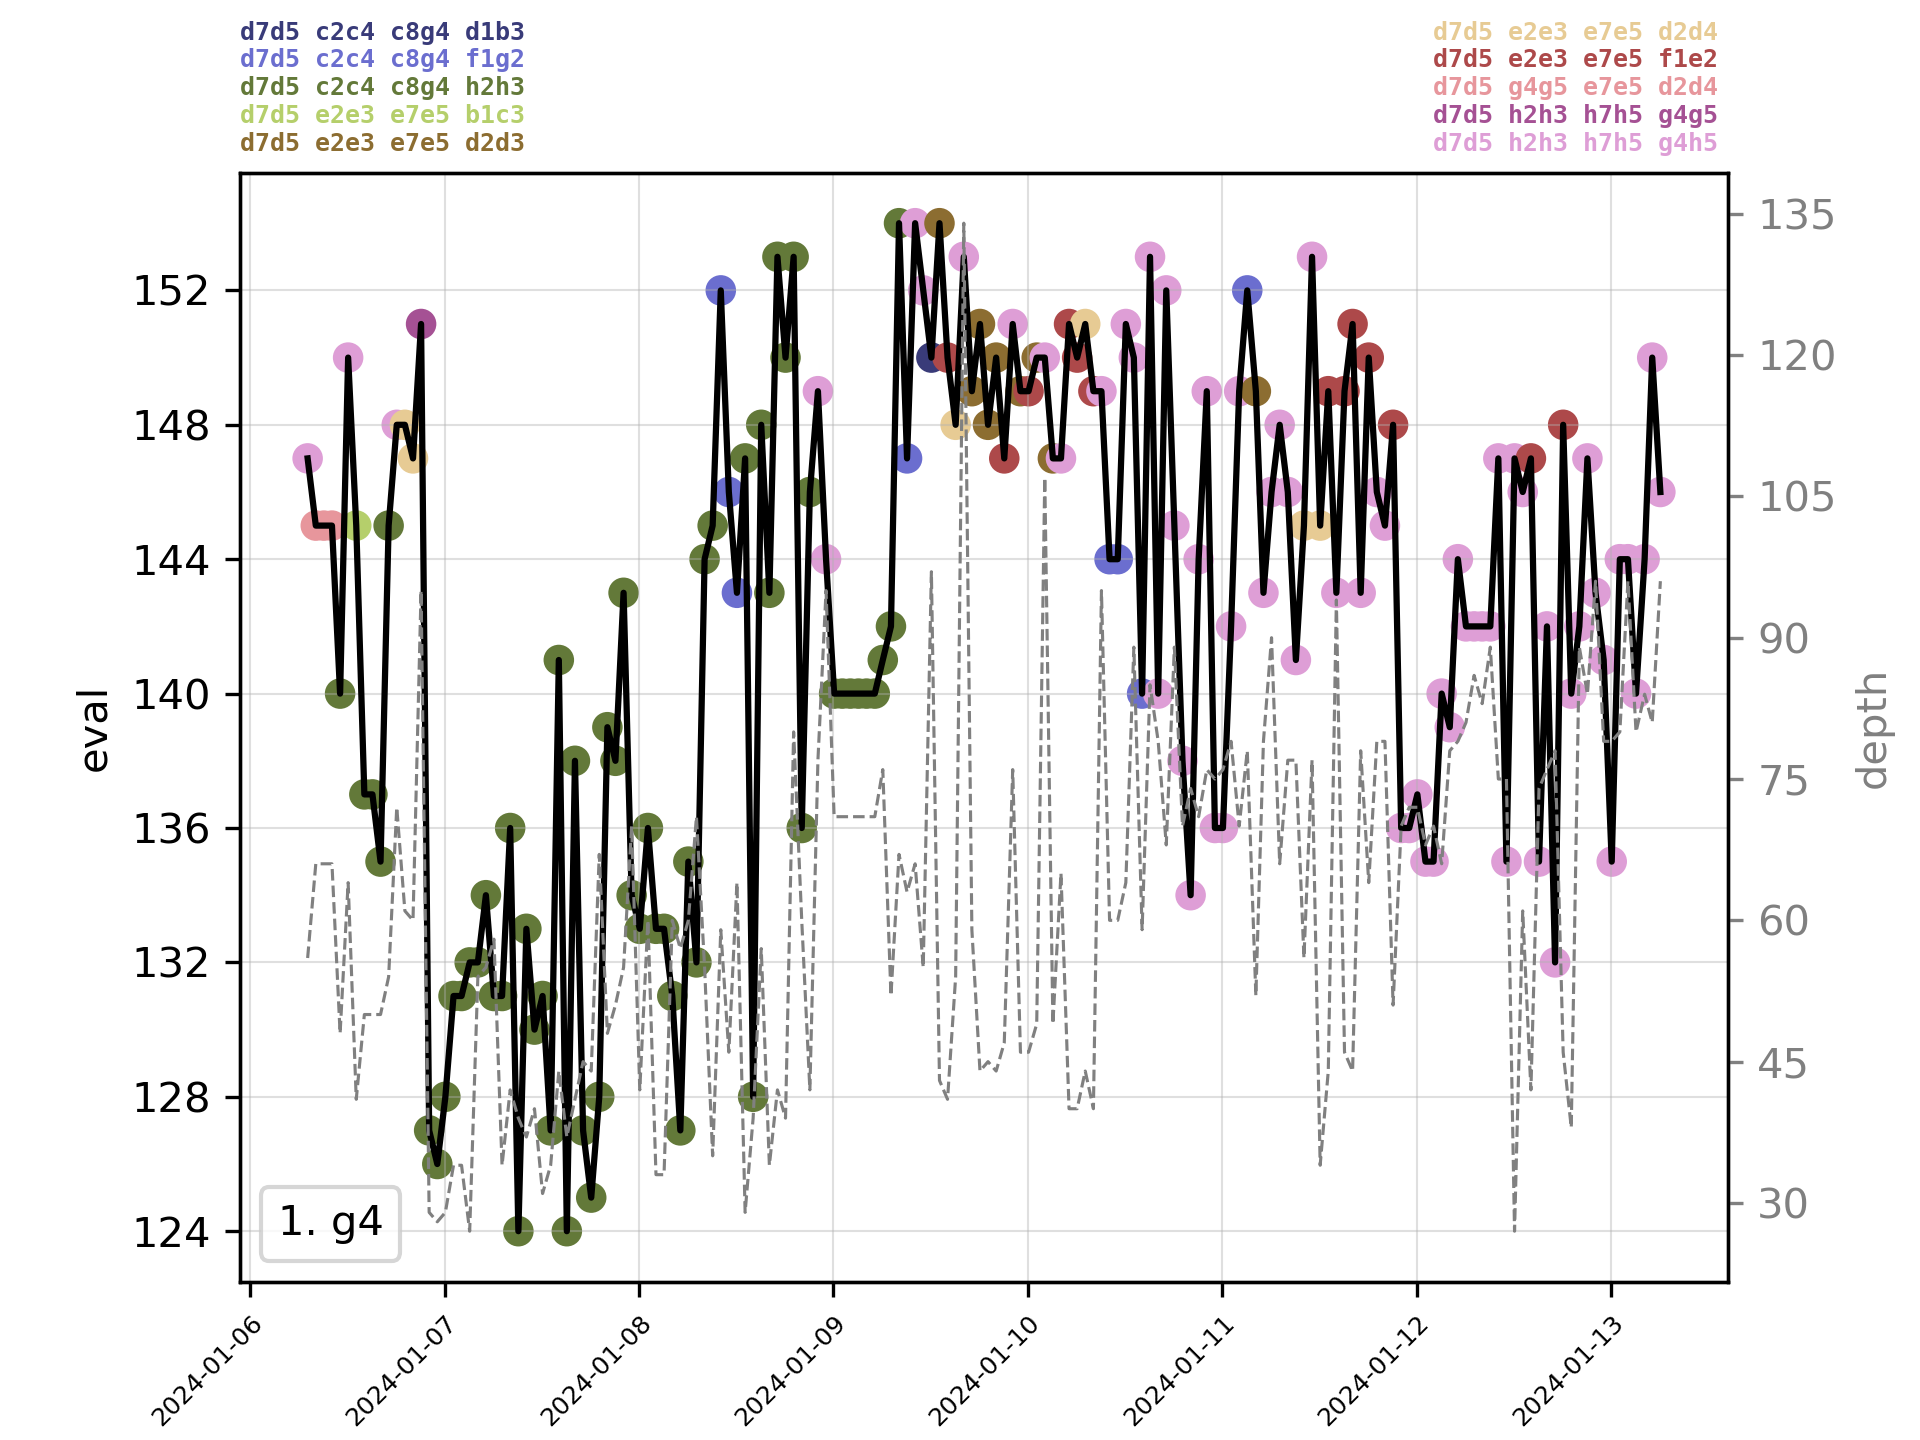 d7d5 c2c4 c8g4 d1b3
d7d5 c2c4 c8g4 f1g2
d7d5 c2c4 c8g4 h2h3
d7d5 e2e3 e7e5 b1c3
d7d5 e2e3 e7e5 d2d3
d7d5 e2e3 e7e5 d2d4
d7d5 e2e3 e7e5 f1e2
d7d5 g4g5 e7e5 d2d4
d7d5 h2h3 h7h5 g4g5
d7d5 h2h3 h7h5 g4h5
152
148
144
140
136
132
128
124
eval
135
120
105
90
75
60
45
30
depth
1. g4
2024-01-06
2024-01-07
2024-01-08
2024-01-09
2024-01-10
2024-01-11
2024-01-12
2024-01-13